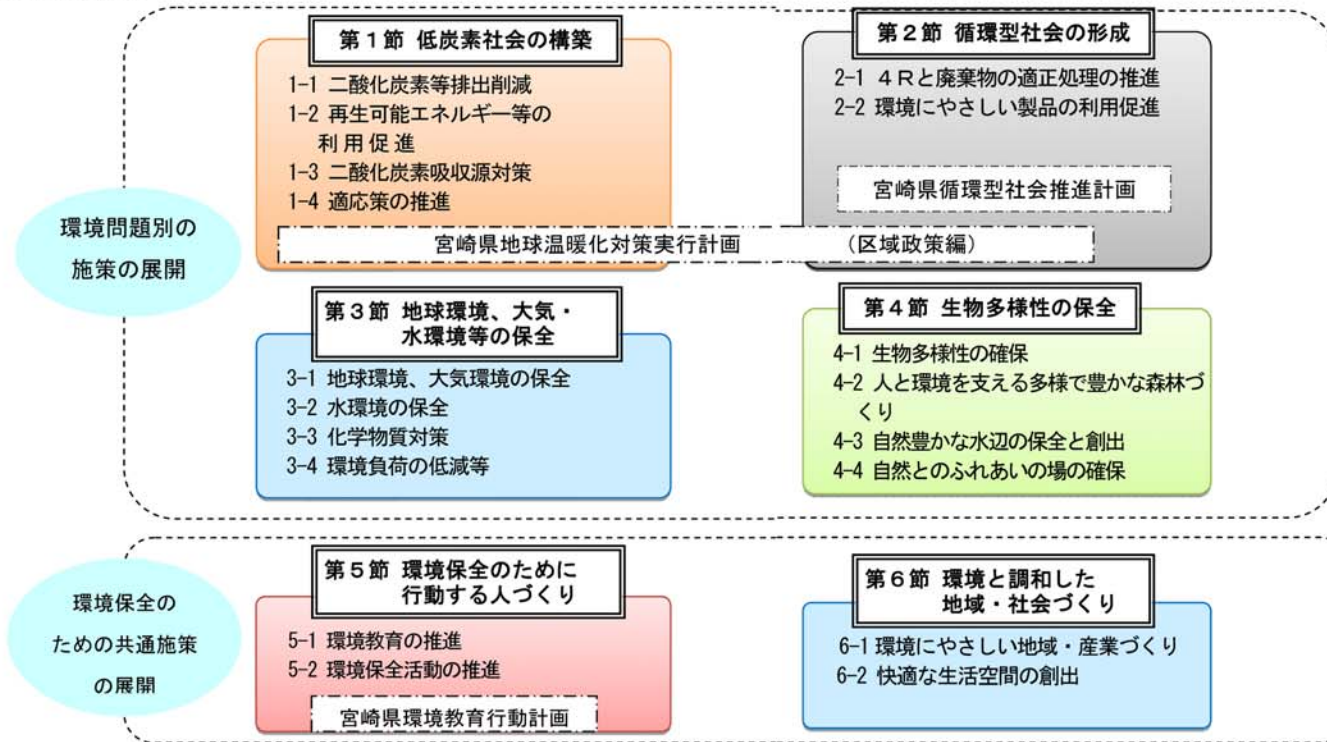 環境問題別の
施策の展開
第１節 低炭素社会の構築
1-1 二酸化炭素等排出削減
1-2 再生可能エネルギー等の
利用促進
1-3 二酸化炭素吸収源対策
1-4 適応策の推進
第２節 循環型社会の形成
2-1 ４Ｒと廃棄物の適正処理の推進
2-2 環境にやさしい製品の利用促進
宮崎県循環型社会推進計画
宮崎県地球温暖化対策実行計画 （区域政策編）
第３節 地球環境、大気・
水環境等の保全
3-1 地球環境、大気環境の保全
3-2 水環境の保全
3-3 化学物質対策
3-4 環境負荷の低減等
第４節 生物多様性の保全
4-1 生物多様性の確保
4-2 人と環境を支える多様で豊かな森林づ
くり
4-3 自然豊かな水辺の保全と創出
4-4 自然とのふれあいの場の確保
環境保全の
ための共通施策
の展開
第５節 環境保全のために
行動する人づくり
5-1 環境教育の推進
5-2 環境保全活動の推進
宮崎県環境教育行動計画
第６節 環境と調和した
地域・社会づくり
6-1 環境にやさしい地域・産業づくり
6-2 快適な生活空間の創出